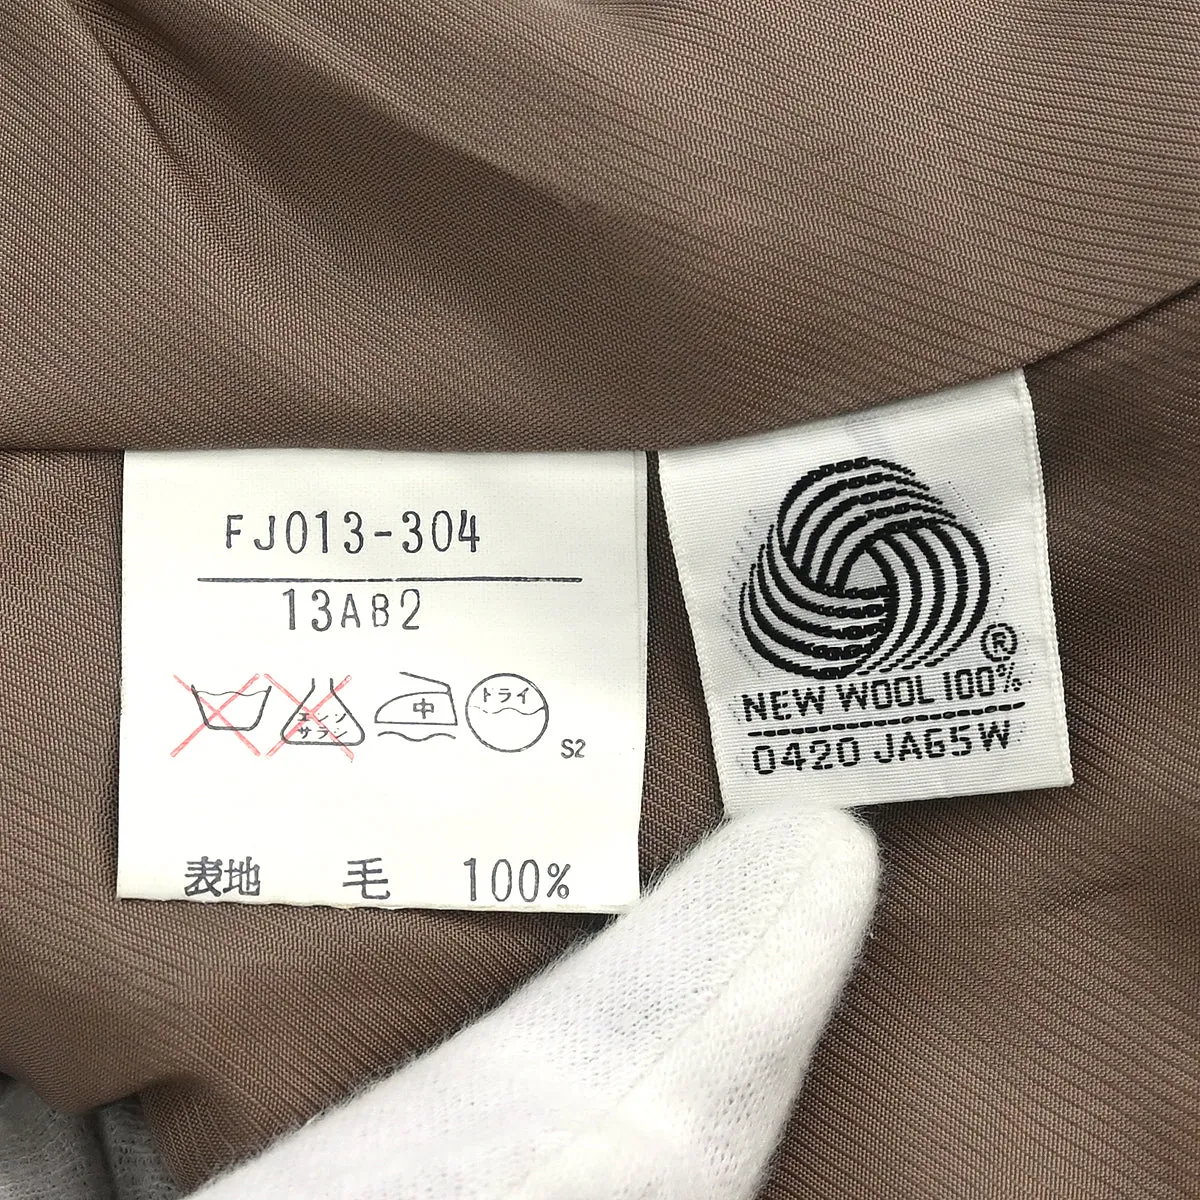 FJ013-304
13AB2
エンソ
サラシ
中
ドライ
S2
表地 毛 100%
®
NEW WOOL 100%
0420 JA65W